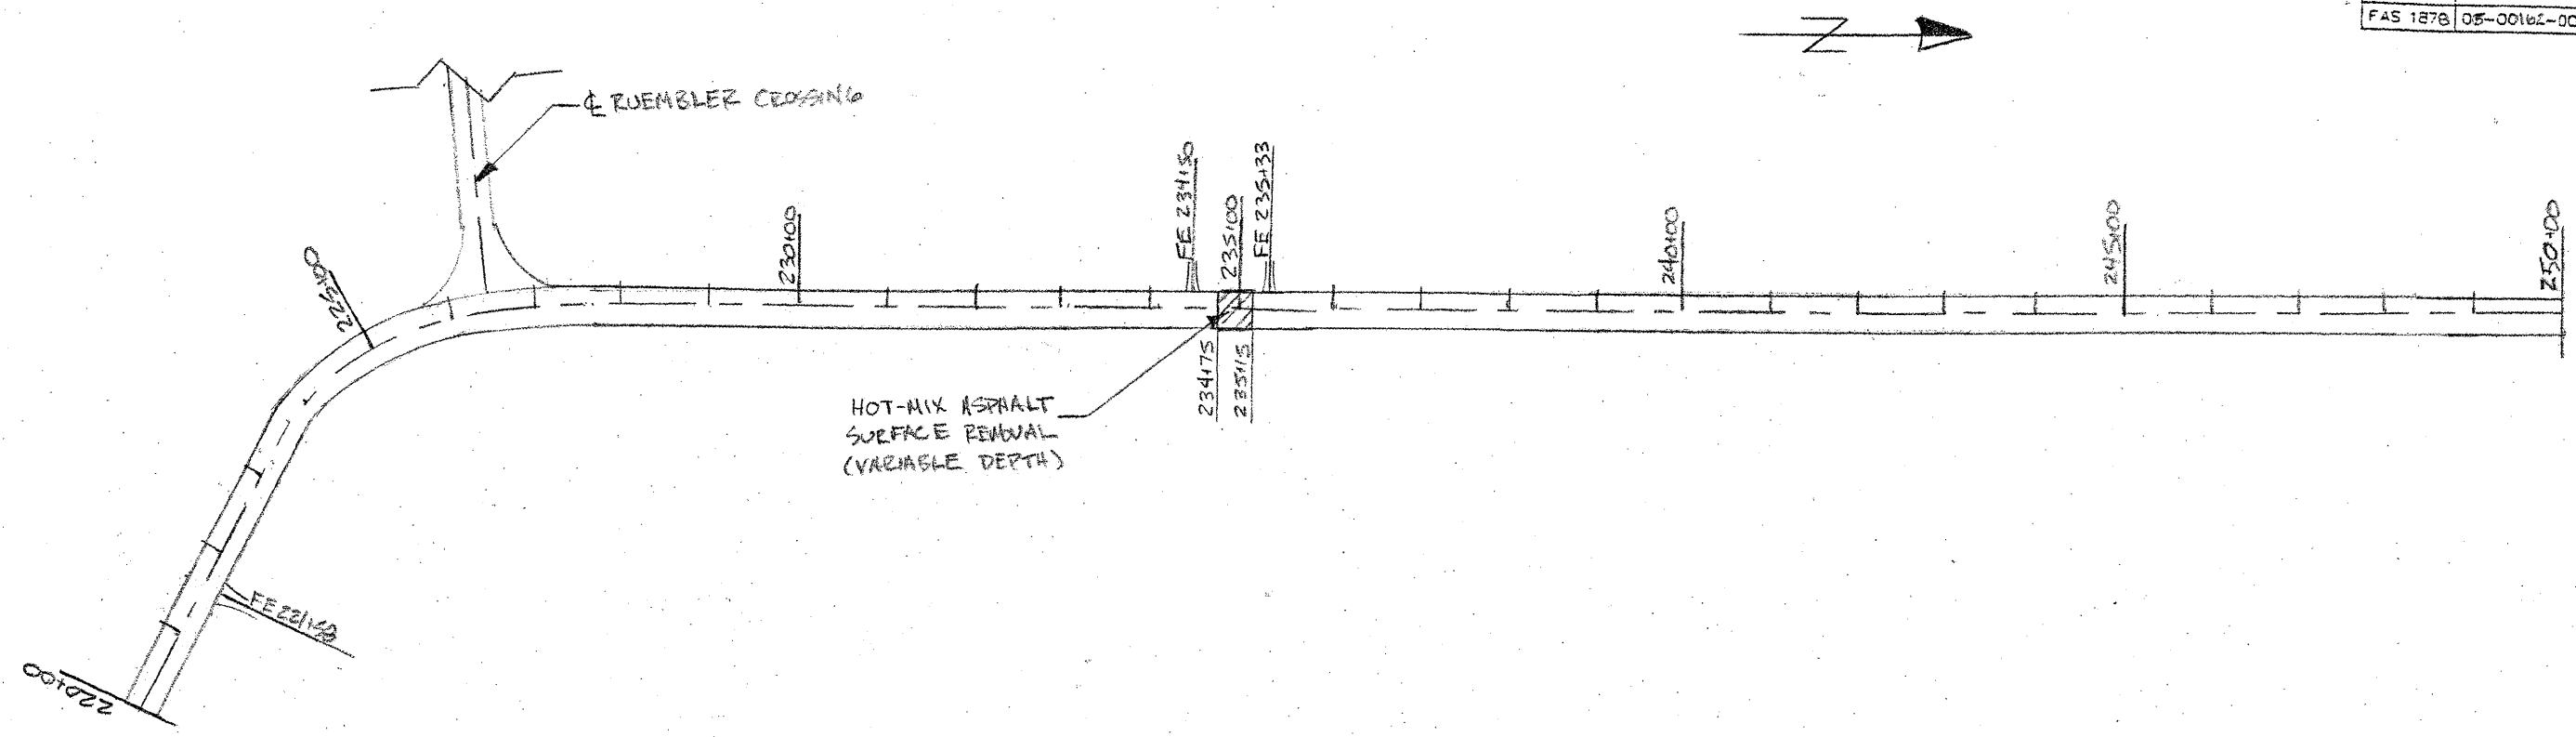 FAS 1878 05-00162-00
Z
℄ RUEMBLER CROSSING
FE 234+50
FE 235+33
235+00
230+00
240+00
245+00
250+00
225+00
234+75
235+15
HOT-MIX ASPHALT
SURFACE REMOVAL
(VARIABLE DEPTH)
FE 221+58
220+00